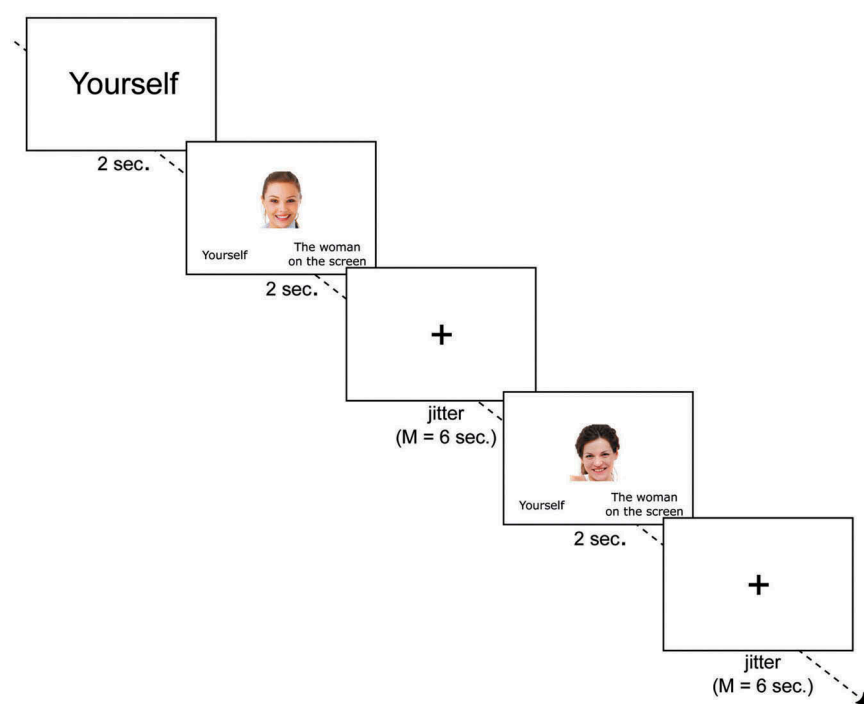 Yourself
2 sec.
Yourself
The woman
on the screen
2 sec.
+
jitter
(M = 6 sec.)
Yourself
The woman
on the screen
2 sec.
+
jitter
(M = 6 sec.)